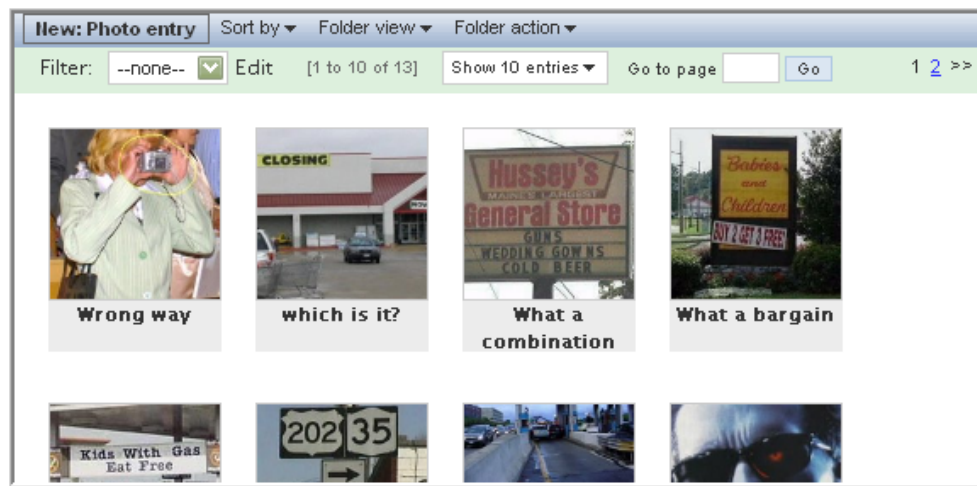 New: Photo entry Sort by Folder view Folder action
Filter: --none-- Edit [1 to 10 of 13] Show 10 entries Go to page Go 1 2 >>
CLOSING
Hussey's
MAINE'S LARGEST
General Store
GUNS
WEDDING GOWNS
COLD BEER
Babies
and
Children
BUY 2 GET 3 FREE!
Wrong way
which is it?
What a
combination
What a bargain
Kids With Gas
Eat Free
202 35